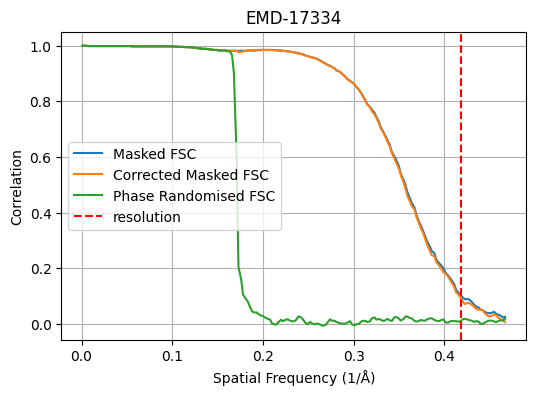 EMD-17334
1.0
0.8
0.6
0.4
0.2
0.0
Correlation
Masked FSC
Corrected Masked FSC
Phase Randomised FSC
resolution
0.0 0.1 0.2 0.3 0.4
Spatial Frequency (1/Å)